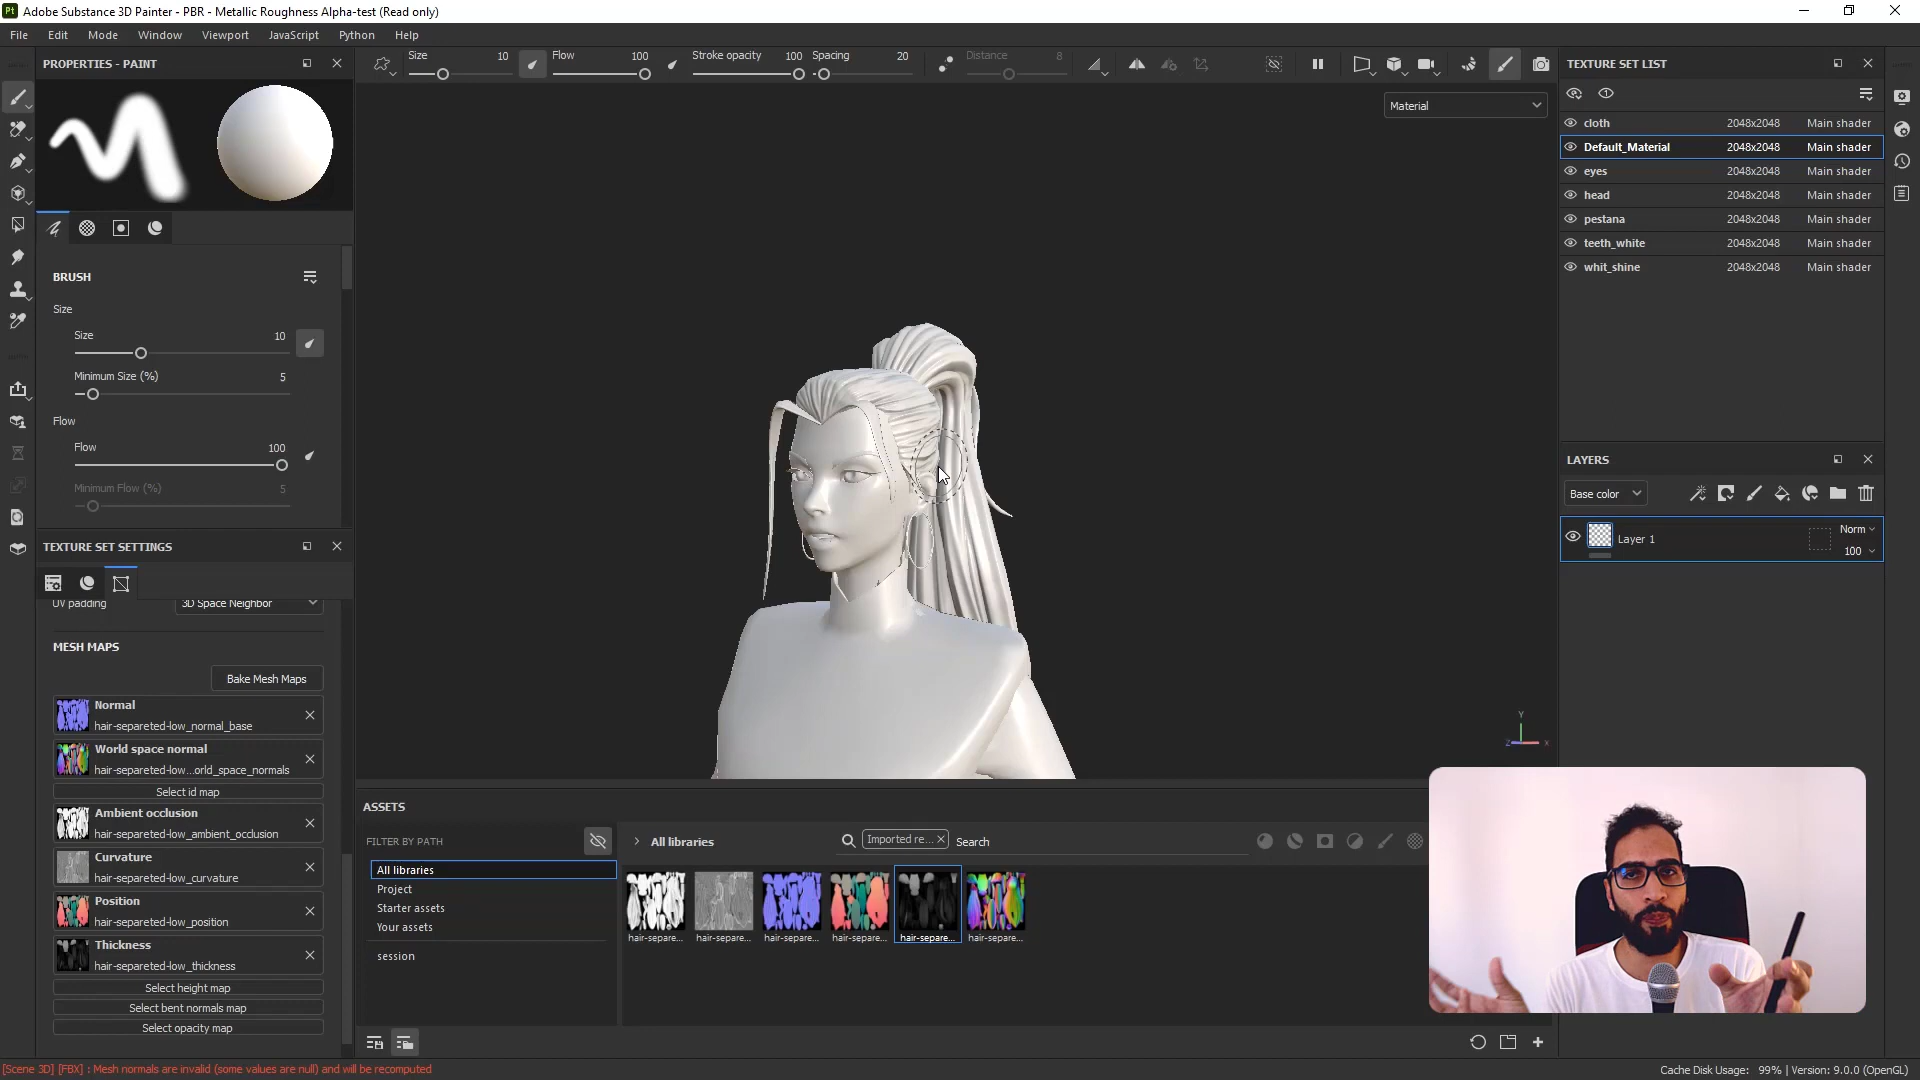 Pt Adobe Substance 3D Painter - PBR - Metallic Roughness Alpha-test (Read only)
File Edit Mode Window Viewport JavaScript Python Help
PROPERTIES - PAINT
Size 10 Flow 100 Stroke opacity 100 Spacing 20 Distance 8
Material
BRUSH
Size
Size 10
Minimum Size (%) 5
Flow
Flow 100
Minimum Flow (%) 5
TEXTURE SET SETTINGS
UV padding 3D Space Neighbor
MESH MAPS
Bake Mesh Maps
Normal
hair-separeted-low_normal_base
World space normal
hair-separeted-low...orld_space_normals
Select id map
Ambient occlusion
hair-separeted-low_ambient_occlusion
Curvature
hair-separeted-low_curvature
Position
hair-separeted-low_position
Thickness
hair-separeted-low_thickness
Select height map
Select bent normals map
Select opacity map
Y
Z X
ASSETS
FILTER BY PATH
All libraries
Project
Starter assets
Your assets
session
All libraries
Imported re... Search
hair-separe... hair-separe... hair-separe... hair-separe... hair-separe... hair-separe...
TEXTURE SET LIST
cloth 2048x2048 Main shader
Default_Material 2048x2048 Main shader
eyes 2048x2048 Main shader
head 2048x2048 Main shader
pestana 2048x2048 Main shader
teeth_white 2048x2048 Main shader
whit_shine 2048x2048 Main shader
LAYERS
Base color
Layer 1
Norm
100
[Scene 3D] [FBX] : Mesh normals are invalid (some values are null) and will be recomputed
Cache Disk Usage: 99% | Version: 9.0.0 (OpenGL)